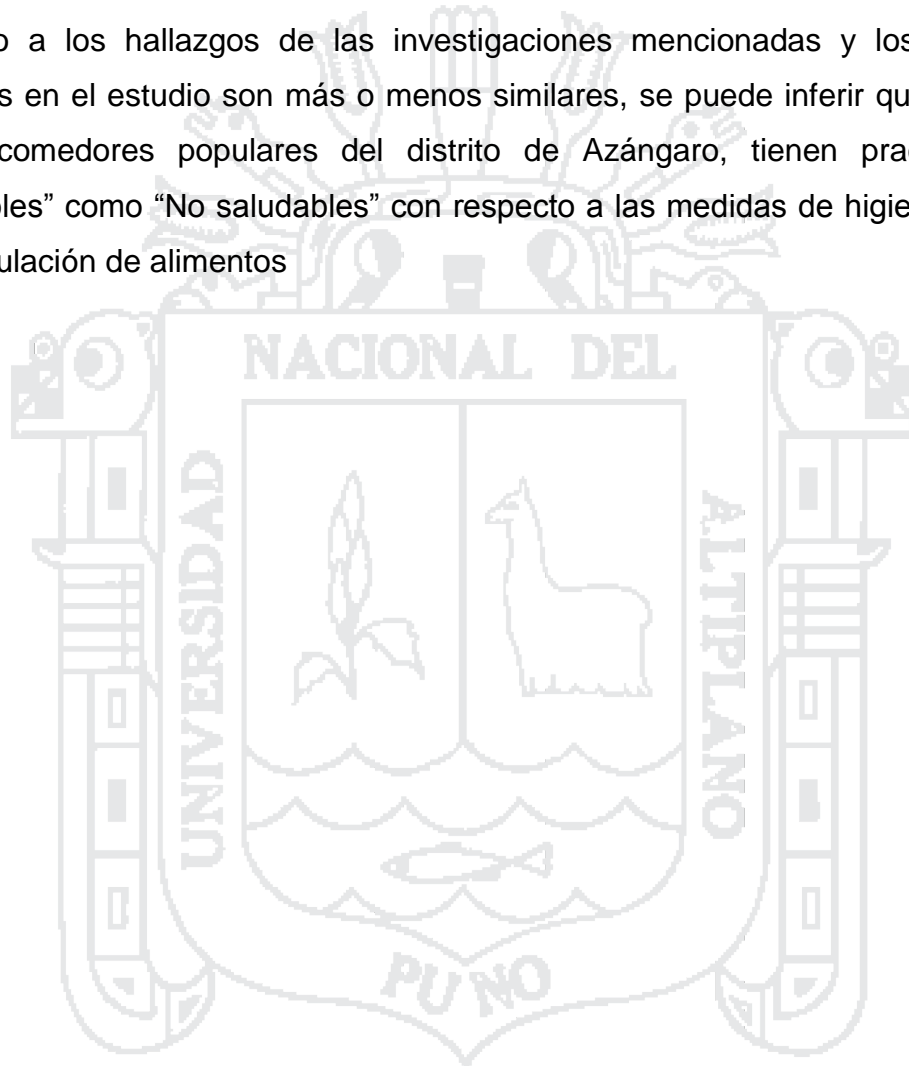 o a los hallazgos de las investigaciones mencionadas y los
s en el estudio son más o menos similares, se puede inferir qu
comedores populares del distrito de Azángaro, tienen pra
les” como “No saludables” con respecto a las medidas de higie
ulación de alimentos
NACIONAL DEL
UNIVERSIDAD
ALTIPLANO
PUNO